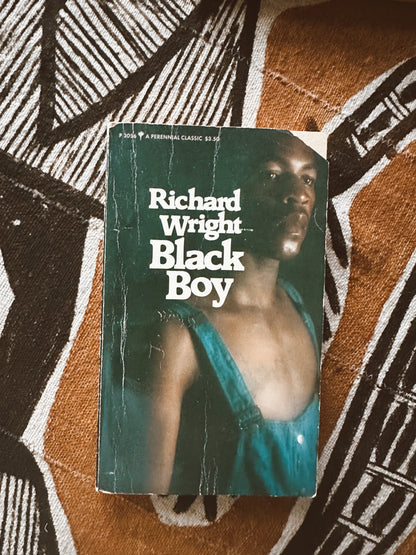 P 3056 A PERENNIAL CLASSIC $3.50
Richard
Wright
Black
Boy